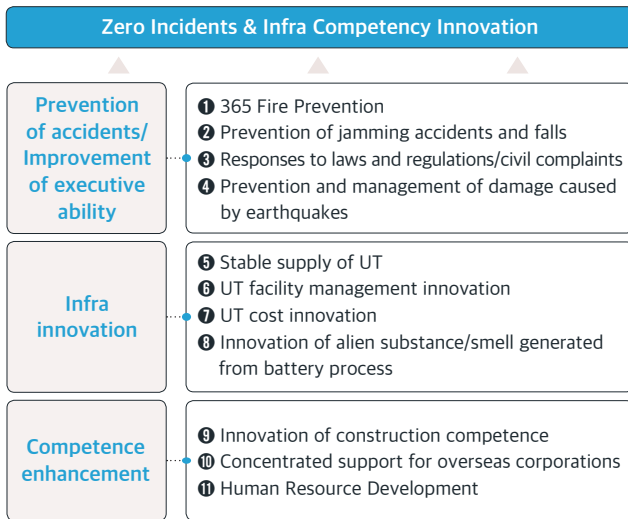 Zero Incidents & Infra Competency Innovation
Prevention
of accidents/
Improvement
of executive
ability
❶ 365 Fire Prevention
❷ Prevention of jamming accidents and falls
❸ Responses to laws and regulations/civil complaints
❹ Prevention and management of damage caused
by earthquakes
Infra
innovation
❺ Stable supply of UT
❻ UT facility management innovation
❼ UT cost innovation
❽ Innovation of alien substance/smell generated
from battery process
Competence
enhancement
❾ Innovation of construction competence
❿ Concentrated support for overseas corporations
⓫ Human Resource Development